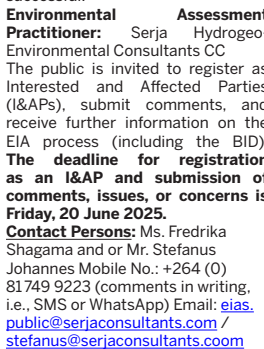 Environmental Assessment
Practitioner: Serja Hydrogeo-
Environmental Consultants CC
The public is invited to register as
Interested and Affected Parties
(I&APs), submit comments, and
receive further information on the
EIA process (including the BID)
The deadline for registration
as an I&AP and submission of
comments, issues, or concerns is
Friday, 20 June 2025.
Contact Persons: Ms. Fredrika
Shagama and or Mr. Stefanus
Johannes Mobile No.: +264 (0)
81749 9223 (comments in writing,
i.e., SMS or WhatsApp) Email: eias.
public@serjaconsultants.com /
stefanus@serjaconsultants.coom